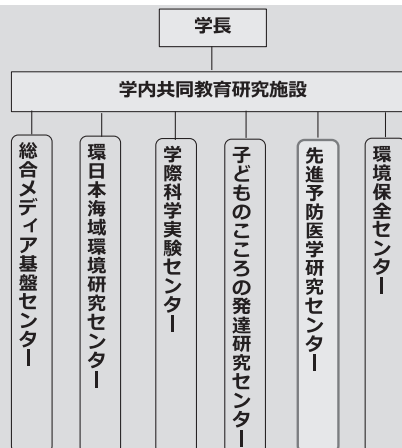 学長
学内共同教育研究施設
総合メディア基盤センター
環日本海域環境研究センター
学際科学実験センター
子どものこころの発達研究センター
先進予防医学研究センター
環境保全センター